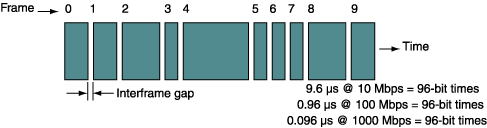 Frame 0 1 2 3 4 5 6 7 8 9
Time
Interframe gap
9.6 µs @ 10 Mbps = 96-bit times
0.96 µs @ 100 Mbps = 96-bit times
0.096 µs @ 1000 Mbps = 96-bit times